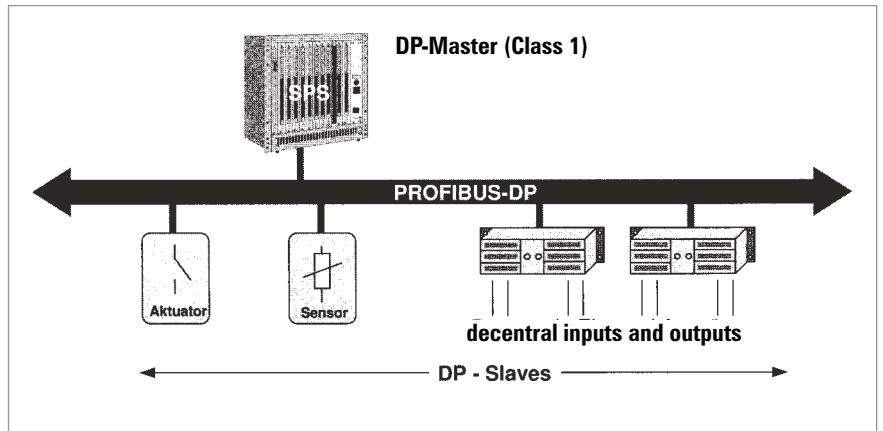 DP-Master (Class 1)
SPS
PROFIBUS-DP
Aktuator
Sensor
decentral inputs and outputs
DP - Slaves